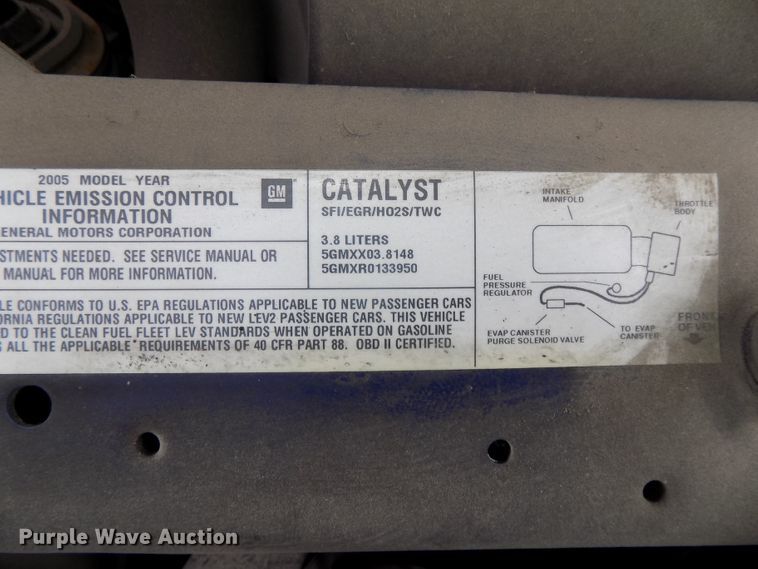 2005 MODEL YEAR
HICLE EMISSION CONTROL
INFORMATION
GENERAL MOTORS CORPORATION
GM
STMENTS NEEDED. SEE SERVICE MANUAL OR
MANUAL FOR MORE INFORMATION.
CATALYST
SFI/EGR/HO2S/TWC
3.8 LITERS
5GMXX03.8148
5GMXR0133950
LE CONFORMS TO U.S. EPA REGULATIONS APPLICABLE TO NEW PASSENGER CARS
ORNIA REGULATIONS APPLICABLE TO NEW LEV2 PASSENGER CARS. THIS VEHICLE
D TO THE CLEAN FUEL FLEET LEV STANDARDS WHEN OPERATED ON GASOLINE
ALL THE APPLICABLE REQUIREMENTS OF 40 CFR PART 88. OBD II CERTIFIED.
INTAKE
MANIFOLD
THROTTLE
BODY
FUEL
PRESSURE
REGULATOR
EVAP CANISTER
PURGE SOLENOID VALVE
TO EVAP
CANISTER
FRONT
OF VEH
Purple Wave Auction